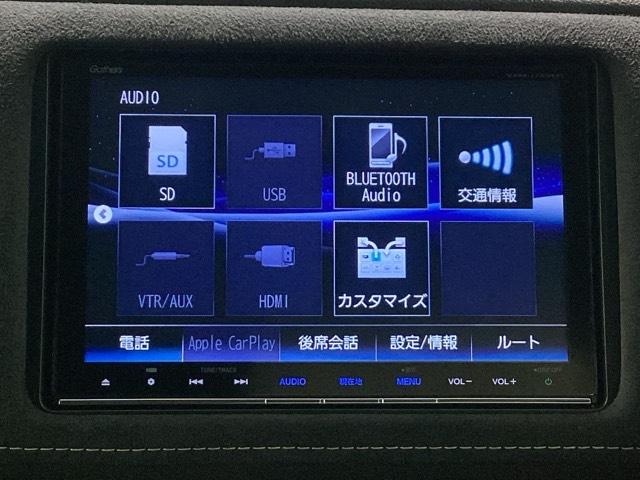 Gathers
AUDIO
SD
SD
USB
BLUETOOTH
Audio
交通情報
VTR/AUX
HDMI
カスタマイズ
電話 Apple CarPlay 後席会話 設定/情報 ルート
TUNE/TRACK
AUDIO 現在地 MENU VOL− VOL+